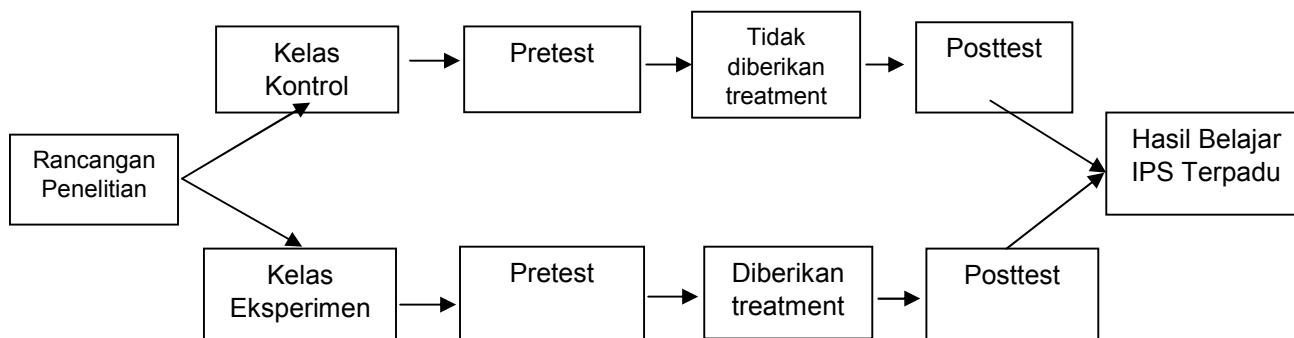 Kelas
Kontrol
Pretest
Tidak
diberikan
treatment
Posttest
Rancangan
Penelitian
Hasil Belajar
IPS Terpadu
Kelas
Eksperimen
Pretest
Diberikan
treatment
Posttest